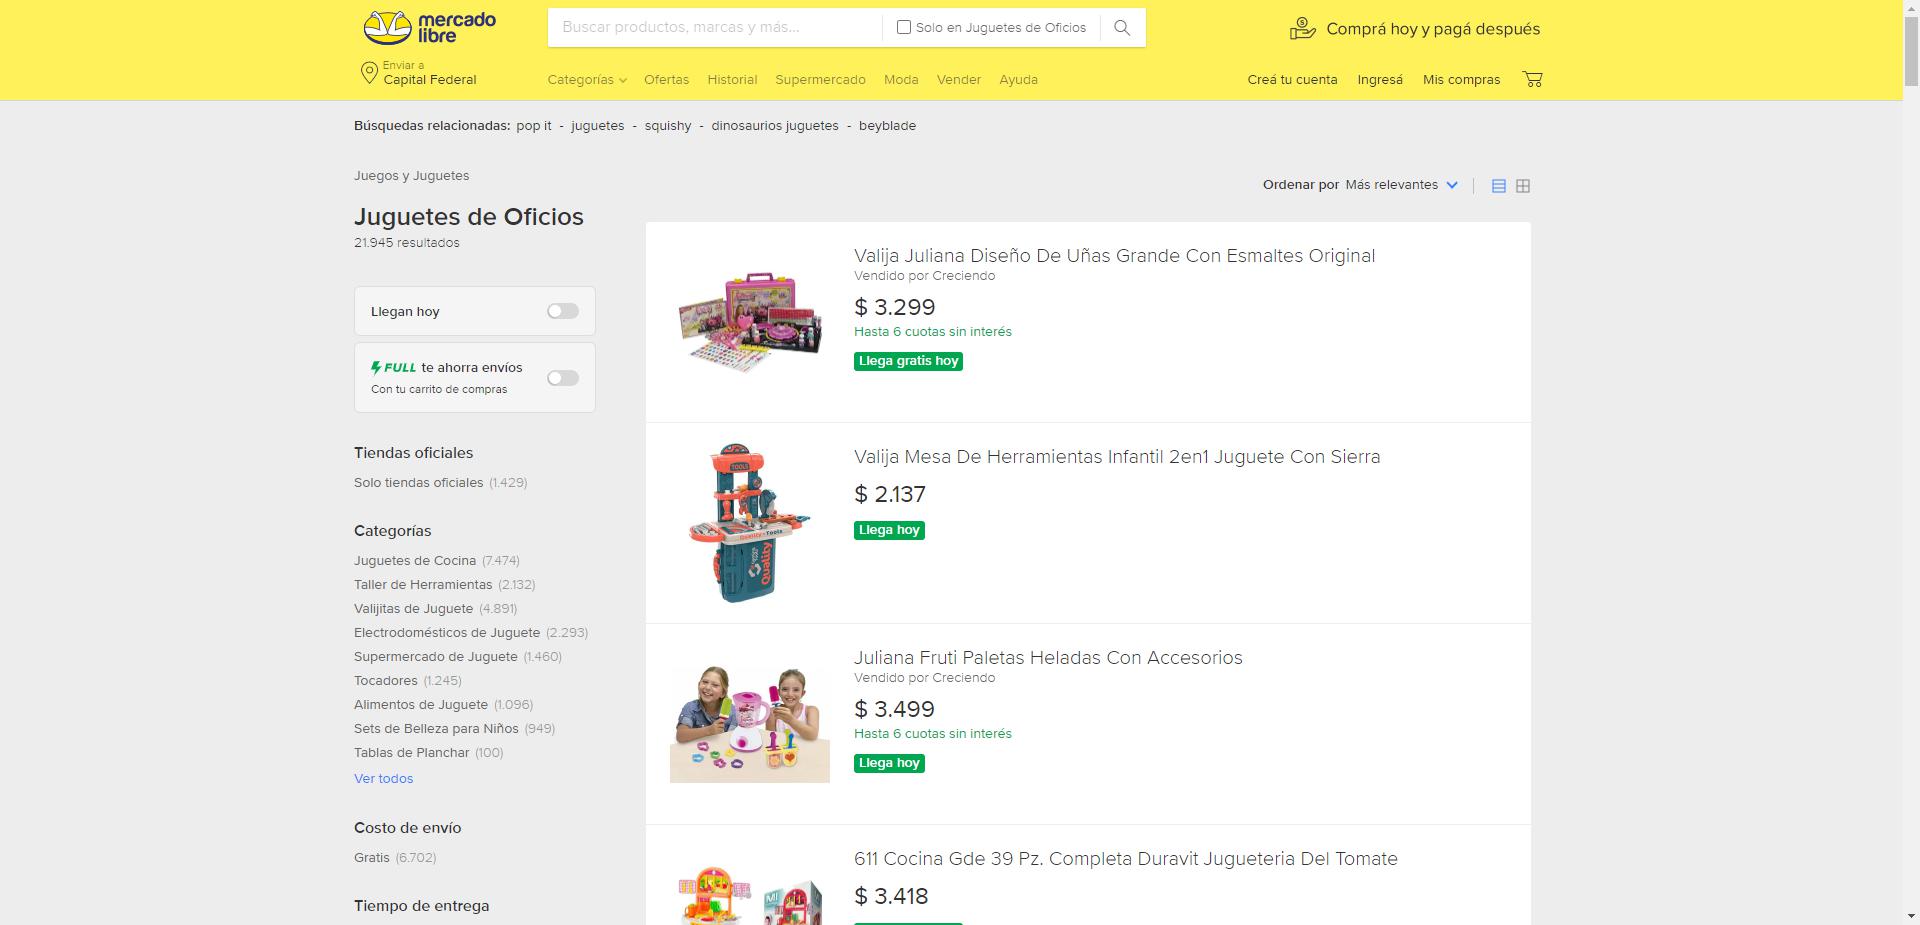 mercado
libre
Buscar productos, marcas y más...
Solo en Juguetes de Oficios
Comprá hoy y pagá después
Enviar a
Capital Federal
Categorías
Ofertas
Historial
Supermercado
Moda
Vender
Ayuda
Creá tu cuenta
Ingresá
Mis compras
Búsquedas relacionadas: pop it - juguetes - squishy - dinosaurios juguetes - beyblade
Juegos y Juguetes
Juguetes de Oficios
21.945 resultados
Ordenar por Más relevantes
Llegan hoy
FULL te ahorra envíos
Con tu carrito de compras
Tiendas oficiales
Solo tiendas oficiales (1.429)
Categorías
Juguetes de Cocina (7.474)
Taller de Herramientas (2.132)
Valijitas de Juguete (4.891)
Electrodomésticos de Juguete (2.293)
Supermercado de Juguete (1.460)
Tocadores (1.245)
Alimentos de Juguete (1.096)
Sets de Belleza para Niños (949)
Tablas de Planchar (100)
Ver todos
Costo de envío
Gratis (6.702)
Tiempo de entrega
Valija Juliana Diseño De Uñas Grande Con Esmaltes Original
Vendido por Creciendo
$ 3.299
Hasta 6 cuotas sin interés
Llega gratis hoy
TOOLS
Quality Tools
Quality
Valija Mesa De Herramientas Infantil 2en1 Juguete Con Sierra
$ 2.137
Llega hoy
Juliana Fruti Paletas Heladas Con Accesorios
Vendido por Creciendo
$ 3.499
Hasta 6 cuotas sin interés
Llega hoy
611 Cocina Gde 39 Pz. Completa Duravit Jugueteria Del Tomate
$ 3.418